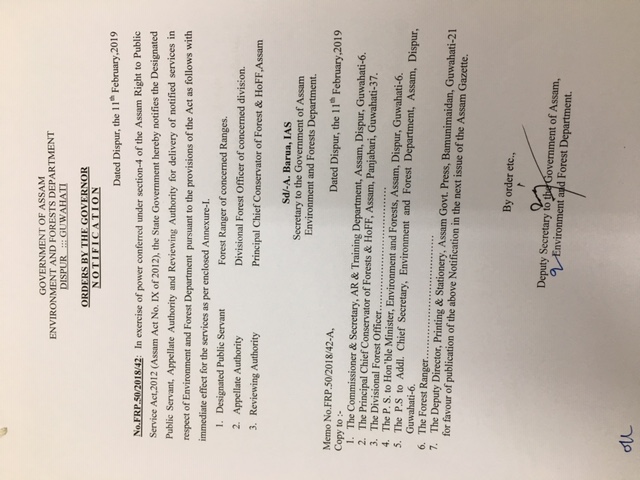 GOVERNMENT OF ASSAM
ENVIRONMENT AND FORESTS DEPARTMENT
DISPUR ::: GUWAHATI
ORDERS BY THE GOVERNOR
NOTIFICATION
Dated Dispur, the 11th February,2019
No.FRP.50/2018/42: In exercise of power conferred under section-4 of the Assam Right to Public
Service Act,2012 (Assam Act No. IX of 2012), the State Government hereby notifies the Designated
Public Servant, Appellate Authority and Reviewing Authority for delivery of notified services in
respect of Environment and Forest Department pursuant to the provisions of the Act as follows with
immediate effect for the services as per enclosed Annexure-I.
1. Designated Public Servant Forest Ranger of concerned Ranges.
2. Appellate Authority Divisional Forest Officer of concerned division.
3. Reviewing Authority Principal Chief Conservator of Forest & HoFF,Assam
Sd/-A. Barua, IAS
Secretary to the Government of Assam
Environment and Forests Department.
Memo No.FRP.50/2018/42-A, Dated Dispur, the 11th February,2019
Copy to :-
1. The Commissioner & Secretary, AR & Training Department, Assam, Dispur, Guwahati-6.
2. The Principal Chief Conservator of Forests & HoFF, Assam, Panjabari, Guwahati-37.
3. The Divisional Forest Officer.................................
4. The P. S. to Hon'ble Minister, Environment and Forests, Assam, Dispur, Guwahati-6.
5. The P.S to Addl. Chief Secretary, Environment and Forest Department, Assam, Dispur,
Guwahati-6.
6. The Forest Ranger.................................
7. The Deputy Director, Printing & Stationery, Assam Govt. Press, Bamunimaidan, Guwahati-21
for favour of publication of the above Notification in the next issue of the Assam Gazette.
By order etc.,
Deputy Secretary to the Government of Assam,
Environment and Forest Department.